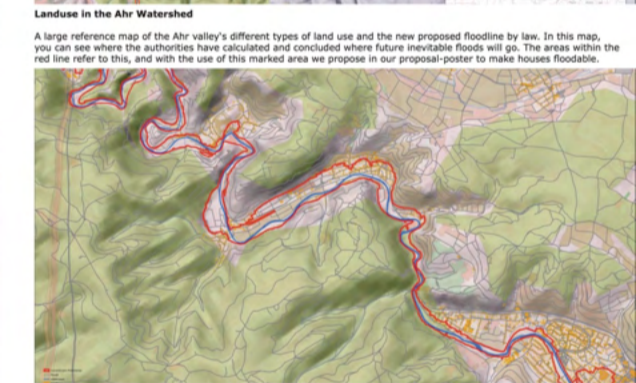 Landuse in the Ahr Watershed
A large reference map of the Ahr valley's different types of land use and the new proposed floodline by law. In this map,
you can see where the authorities have calculated and concluded where future inevitable floods will go. The areas within the
red line refer to this, and with the use of this marked area we propose in our proposal-poster to make houses floodable.